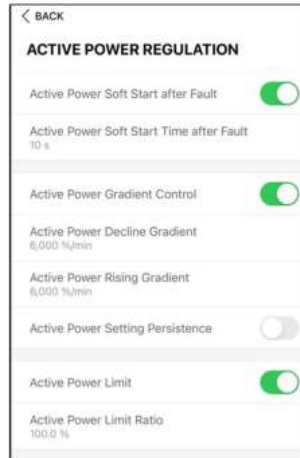 BACK
ACTIVE POWER REGULATION
Active Power Soft Start after Fault
Active Power Soft Start Time after Fault
10 s
Active Power Gradient Control
Active Power Decline Gradient
6,000 %/min
Active Power Rising Gradient
6,000 %/min
Active Power Setting Persistence
Active Power Limit
Active Power Limit Ratio
100.0 %